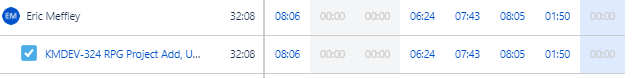 EM Eric Meffley 32:08 08:06 00:00 00:00 06:24 07:43 08:05 01:50 00:00
KMDEV-324 RPG Project Add, U... 32:08 08:06 00:00 00:00 06:24 07:43 08:05 01:50 00:00